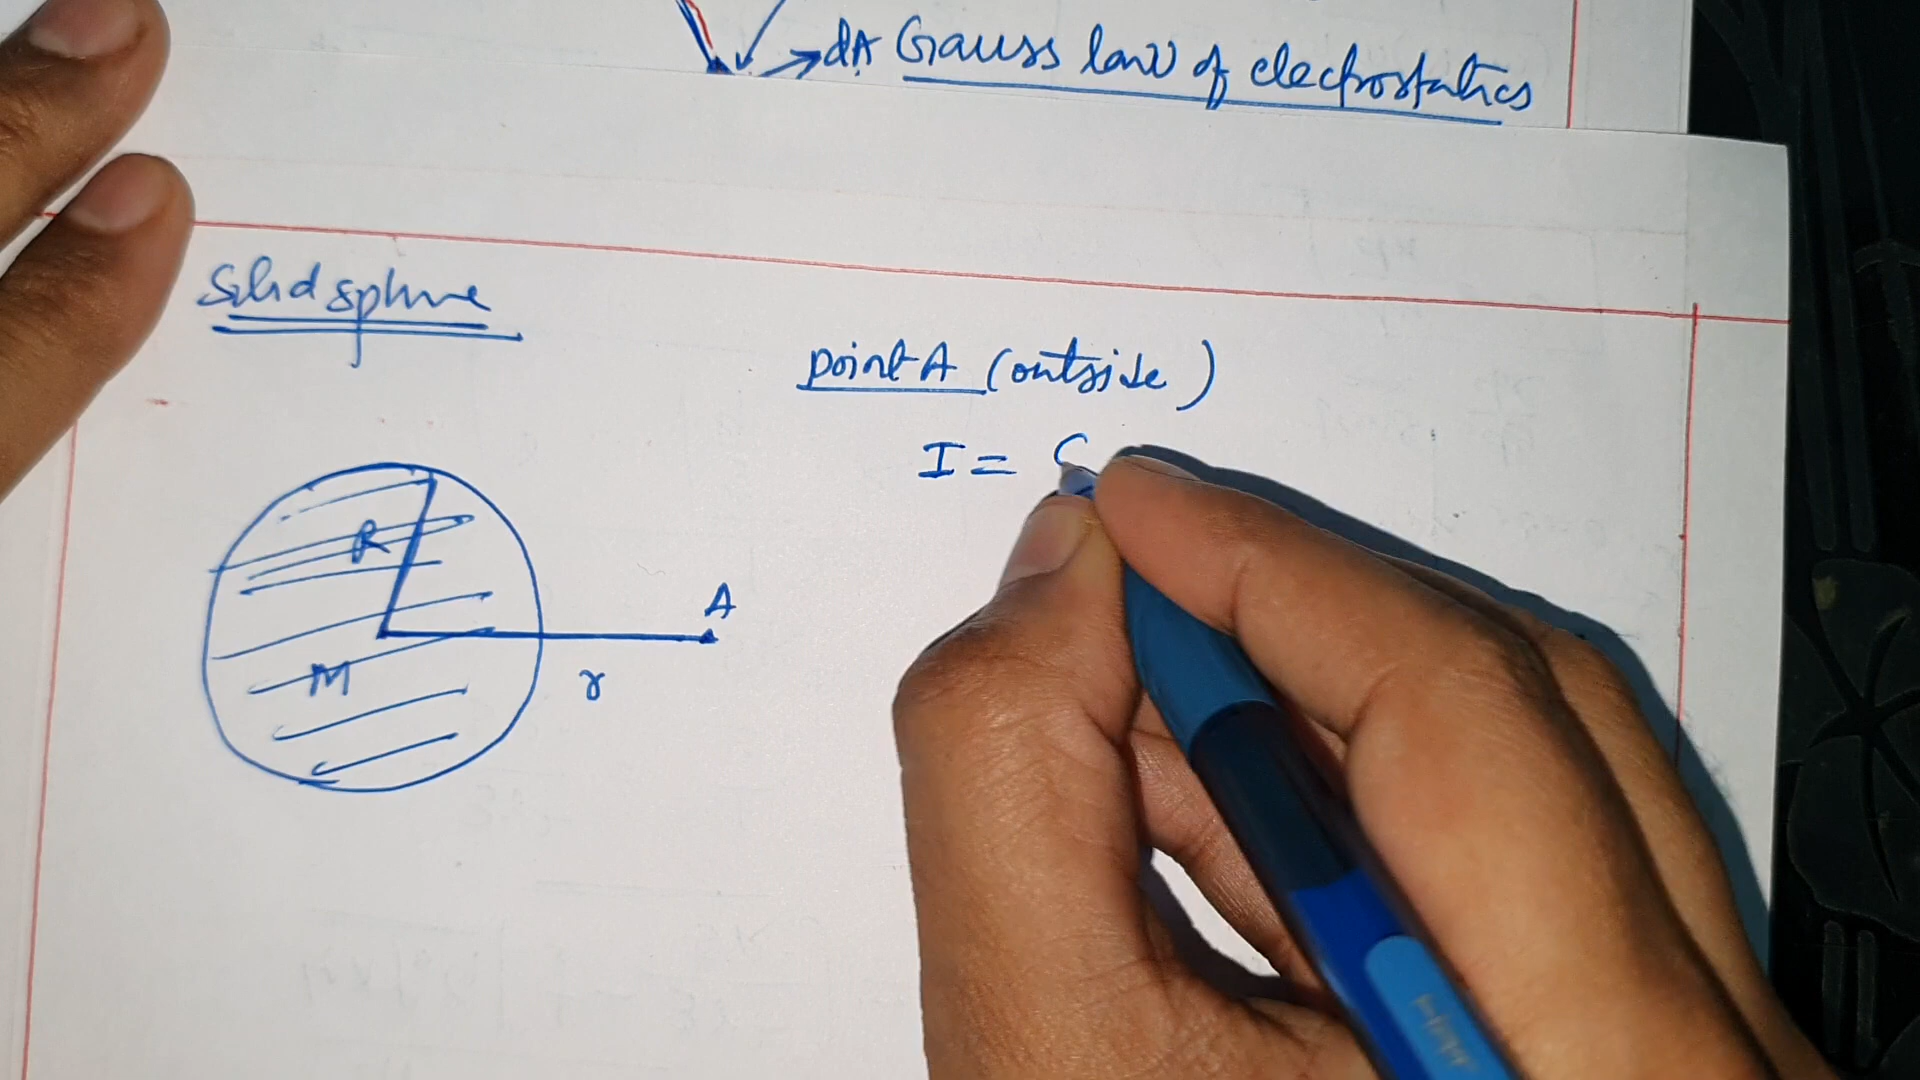 dA Gauss law of electrostatics
Solid sphere
point A (outside)
I =
R
A
M
r